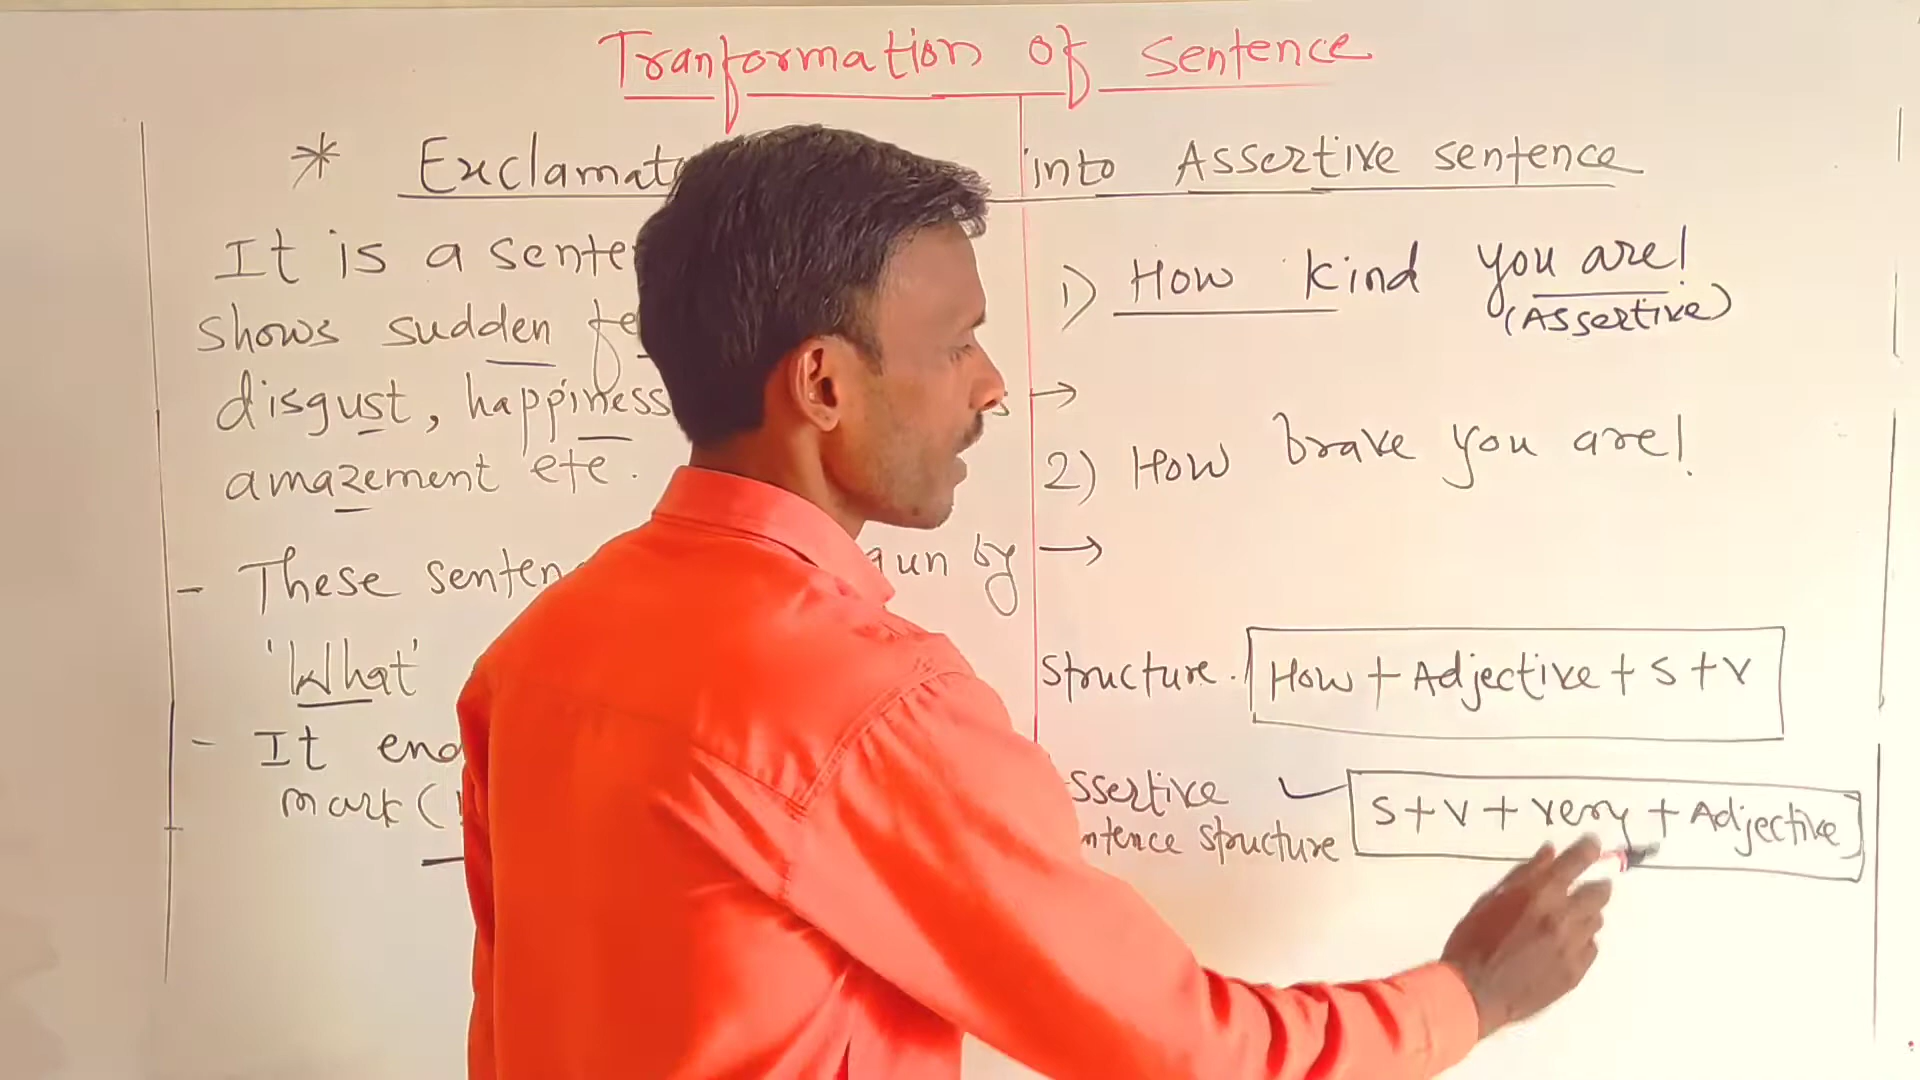 Tranformation of sentence
* Exclamat into Assertive sentence
It is a sente
shows sudden fe
disgust, happiness
amazement etc.
- These senten gun by
'What'
- It end
mark (!
1) How kind you are!
(Assertive)
→
2) How brave you are!
→
structure. How + Adjective + S + V
ssertive ✓ S + V + very + Adjective
ntence structure